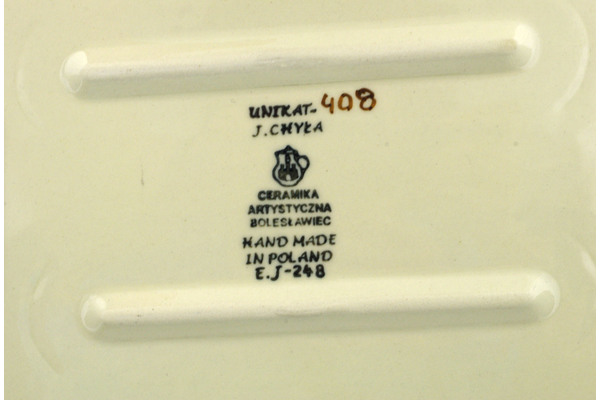 UNIKAT-408
J.CHYŁA
CERAMIKA
ARTYSTYCZNA
BOLESŁAWIEC
HAND MADE
IN POLAND
E.J-248